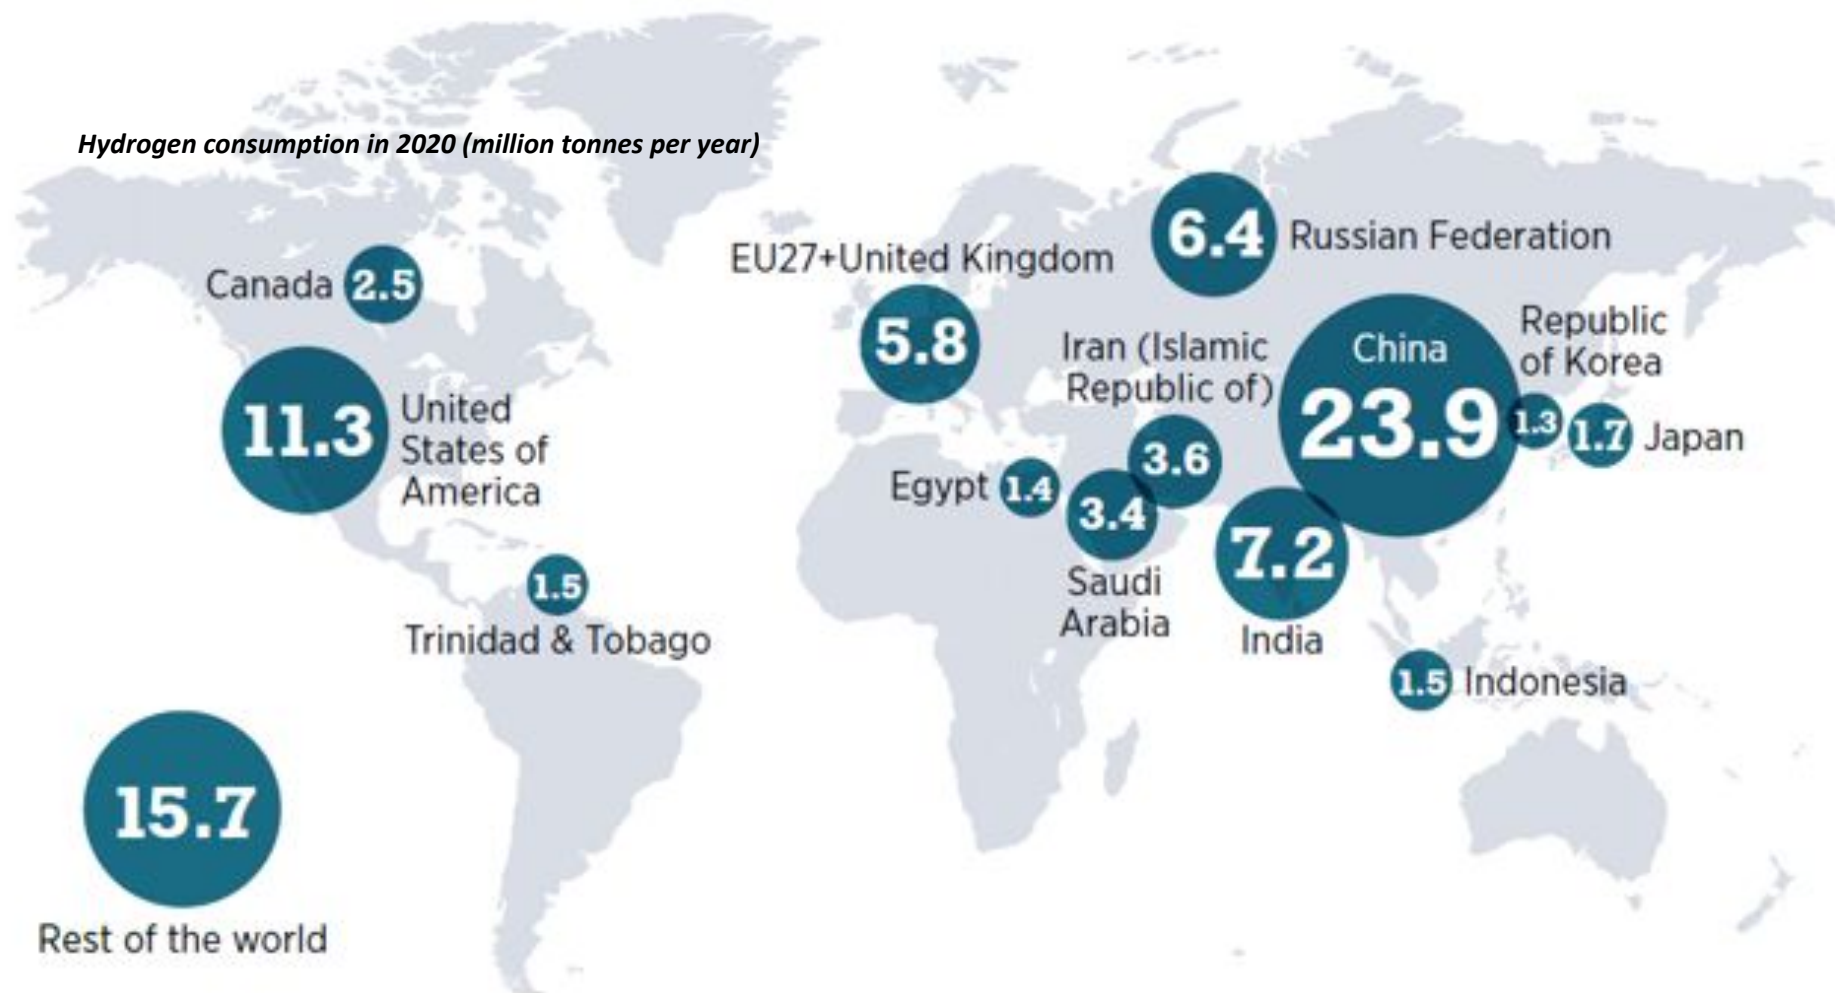 Hydrogen consumption in 2020 (million tonnes per year)
Canada 2.5
11.3
United
States of
America
1.5
Trinidad & Tobago
15.7
Rest of the world
EU27+United Kingdom
5.8
6.4 Russian Federation
Iran (Islamic
Republic of)
3.6
Egypt 1.4
3.4
Saudi
Arabia
7.2
India
China
23.9
Republic
of Korea
1.3
1.7 Japan
1.5 Indonesia